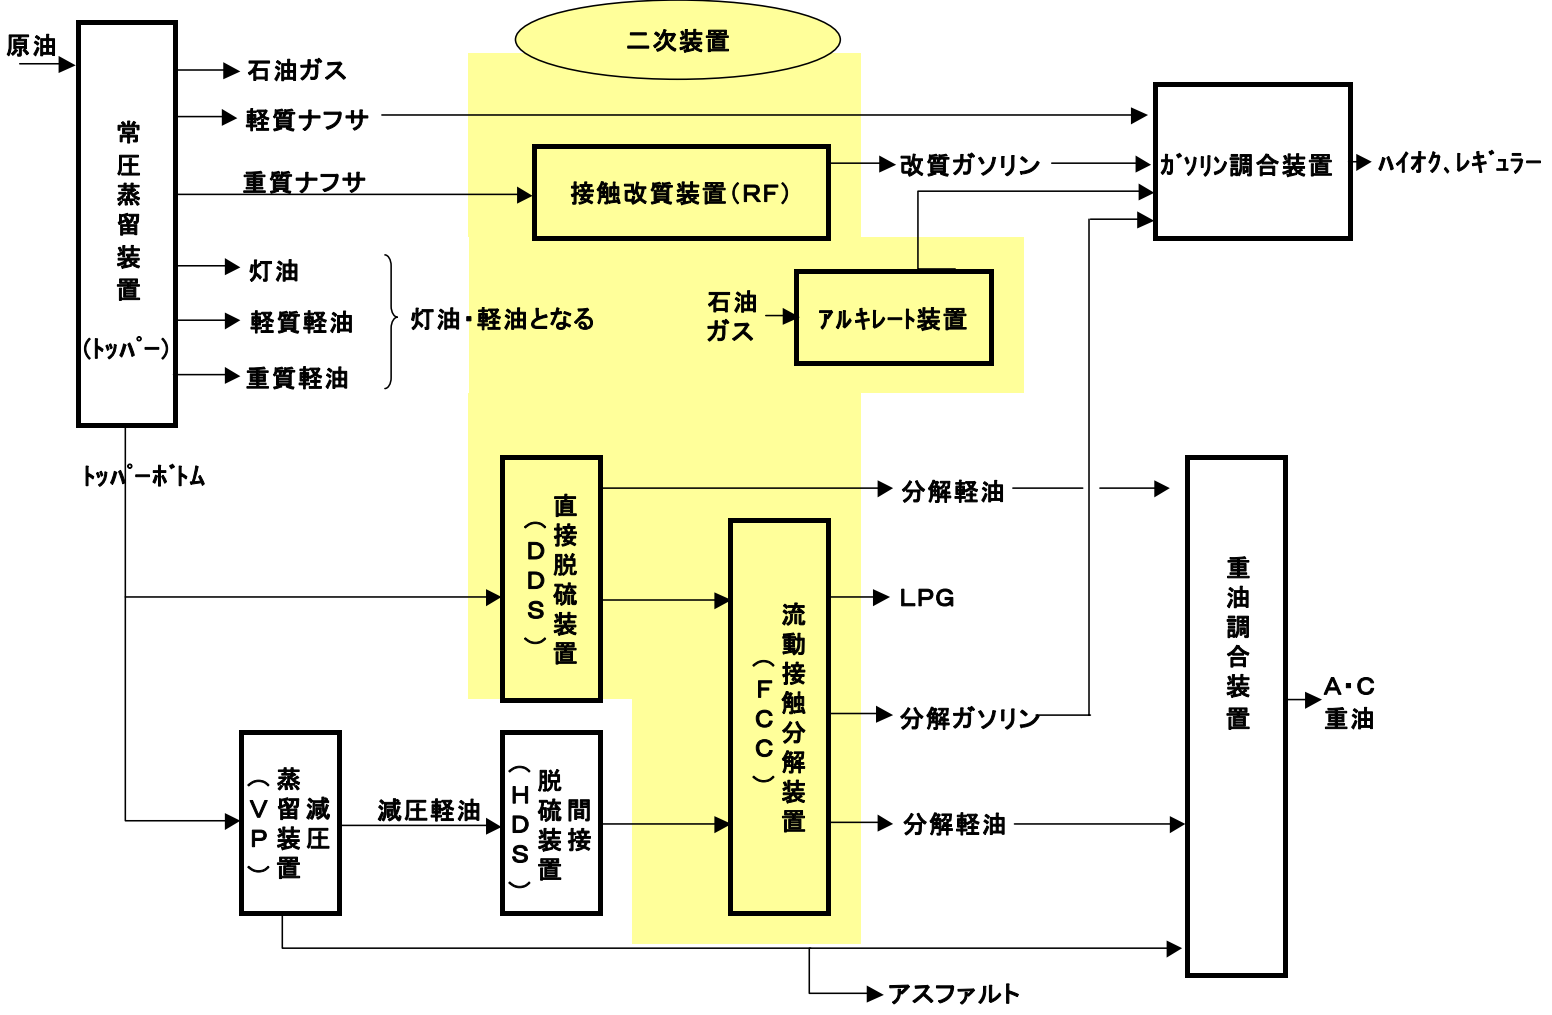 二次装置
原油
石油ガス
軽質ナフサ
重質ナフサ
灯油
軽質軽油
重質軽油
灯油・軽油となる
常圧蒸留装置
(ﾄｯﾊﾟｰ)
ﾄｯﾊﾟｰﾎﾞﾄﾑ
接触改質装置(RF)
改質ガソリン
ｶﾞｿﾘﾝ調合装置
ﾊｲｵｸ､ﾚｷﾞｭﾗｰ
石油
ガス
ｱﾙｷﾚｰﾄ装置
直接脱硫装置
(DDS)
分解軽油
流動接触分解装置
(FCC)
LPG
分解ガソリン
分解軽油
重油調合装置
A・C
重油
減圧
蒸留装置
(VP)
減圧軽油
間接
脱硫装置
(HDS)
アスファルト